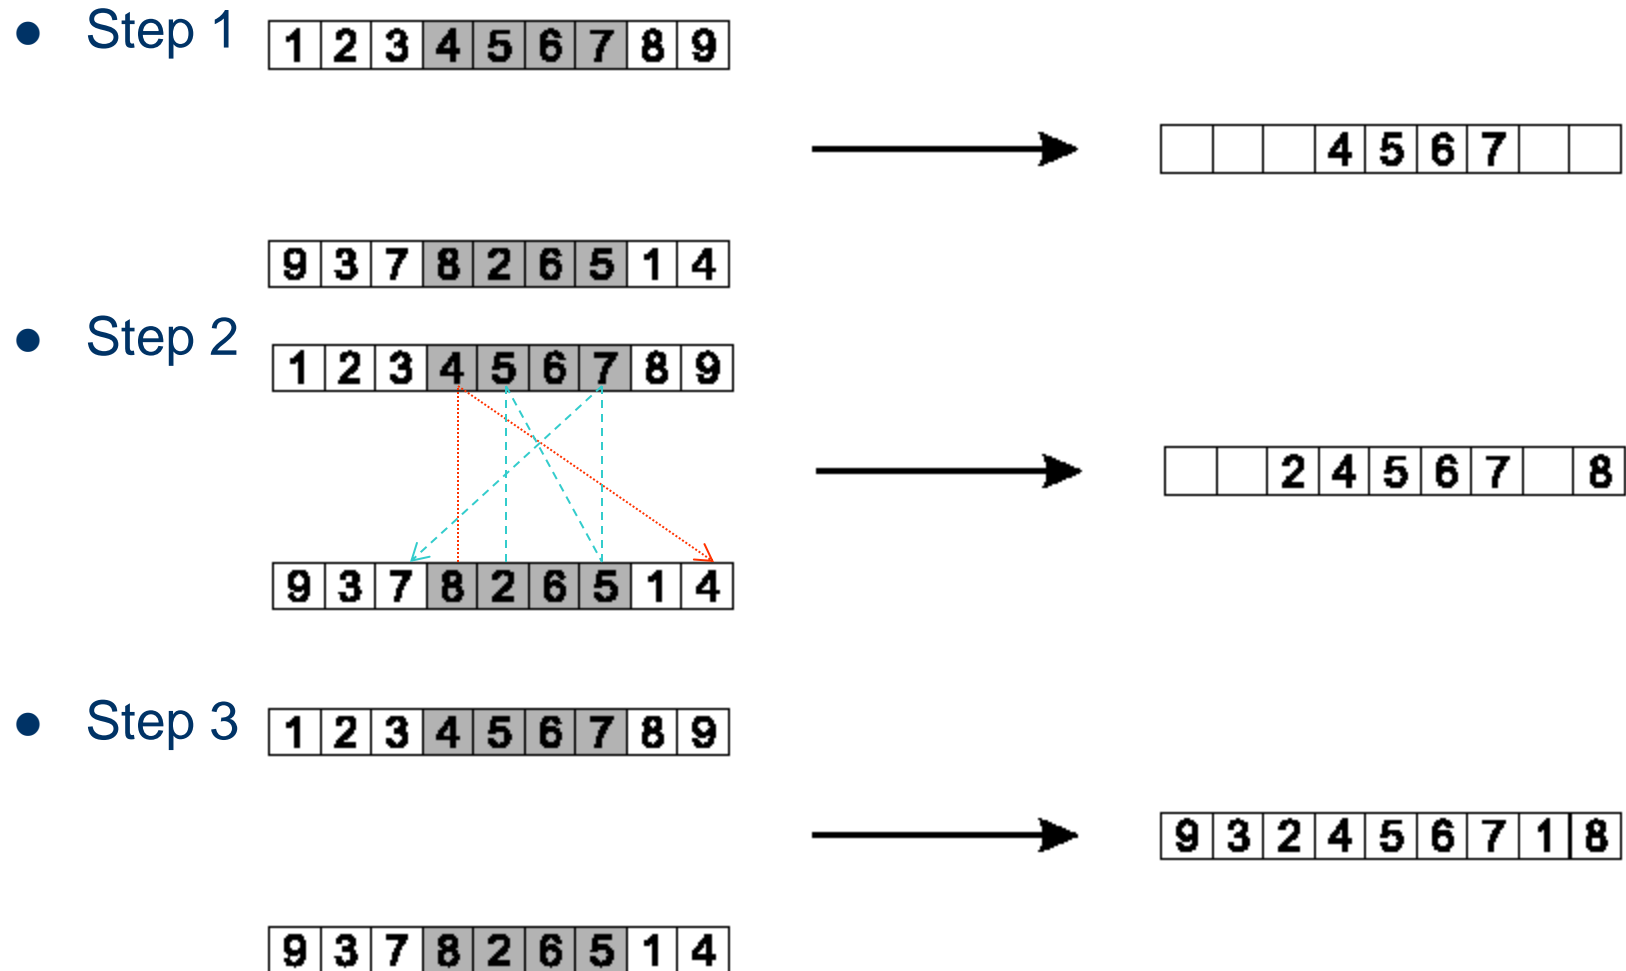 ● Step 1
1 2 3 4 5 6 7 8 9
4 5 6 7
9 3 7 8 2 6 5 1 4
● Step 2
1 2 3 4 5 6 7 8 9
2 4 5 6 7 8
9 3 7 8 2 6 5 1 4
● Step 3
1 2 3 4 5 6 7 8 9
9 3 2 4 5 6 7 1 8
9 3 7 8 2 6 5 1 4